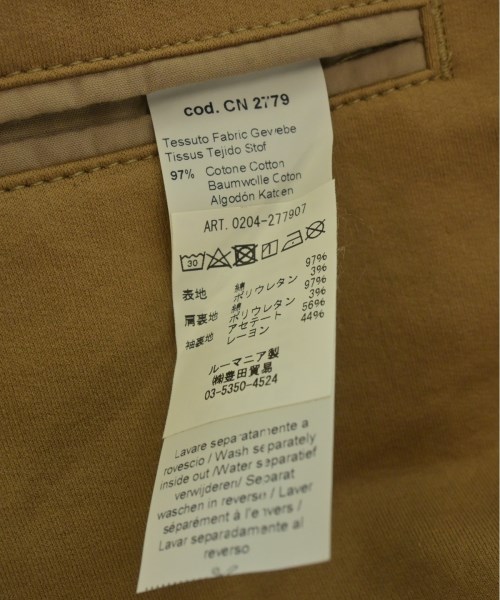 cod. CN 2779
Tessuto Fabric Gewebe
Tissus Tejido Stof
97% Cotone Cotton
Baumwolle Coton
Algodón Katoen
ART. 0204-277907
30
表地 綿 97%
ポリウレタン 3%
肩裏地 綿 97%
ポリウレタン 3%
袖裏地 アセテート 56%
レーヨン 44%
ルーマニア製
㈱豊田貿易
03-5350-4524
Lavare separatamente a
rovescio / Wash separately
inside out /Water separatief
verwijderen/ Separat
waschen in reverso / Laver
séparément à l'envers /
Lavar separadamente al
reverso